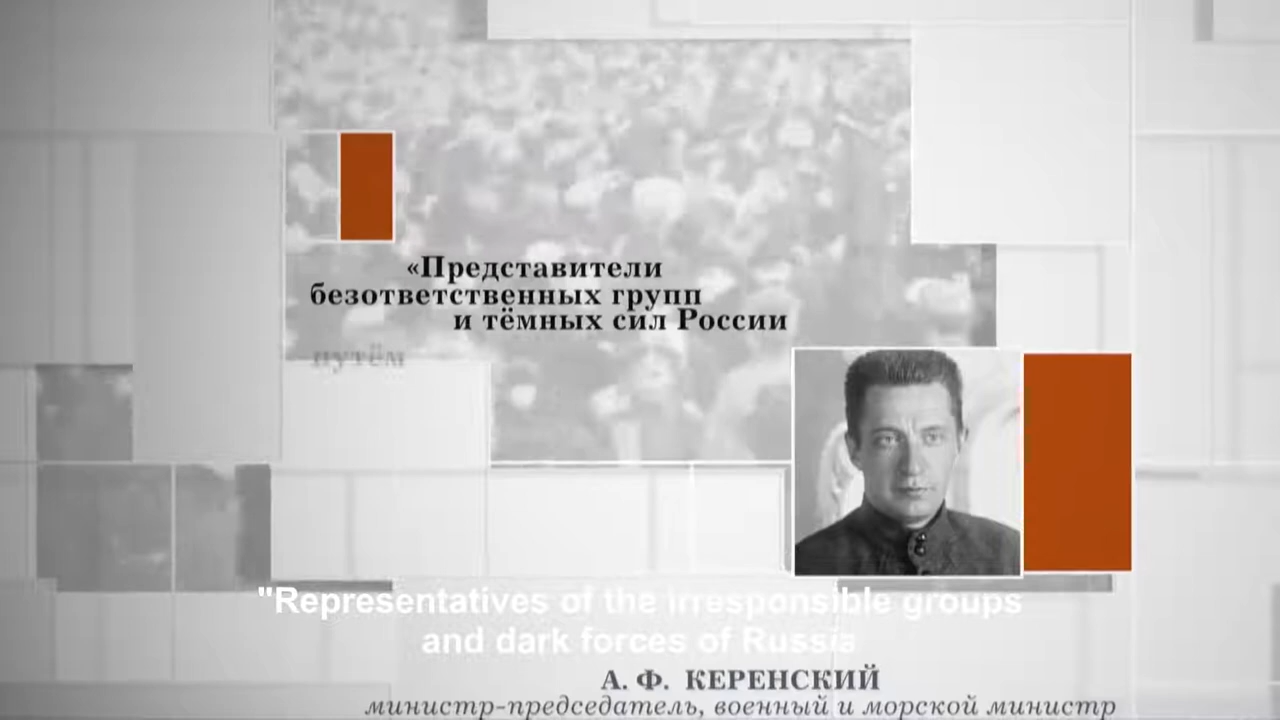 «Представители
безответственных групп
и тёмных сил России
путём
"Representatives of the irresponsible groups
and dark forces of Russia
А. Ф. КЕРЕНСКИЙ
министр-председатель, военный и морской министр